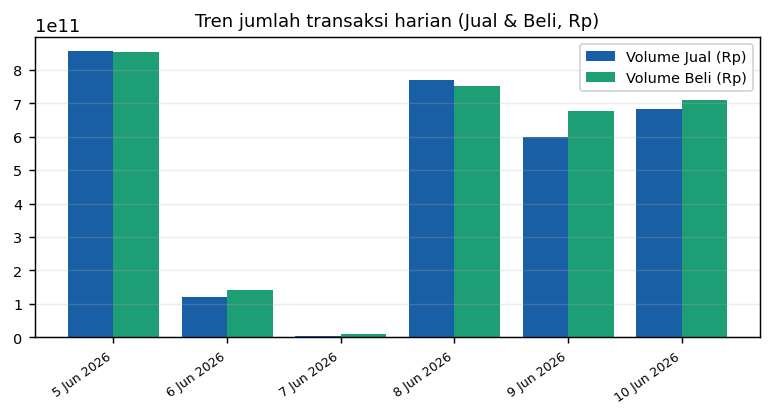 Tren jumlah transaksi harian (Jual & Beli, Rp)
1e11
Volume Jual (Rp)
Volume Beli (Rp)
8
7
6
5
4
3
2
1
0
5 Jun 2026
6 Jun 2026
7 Jun 2026
8 Jun 2026
9 Jun 2026
10 Jun 2026